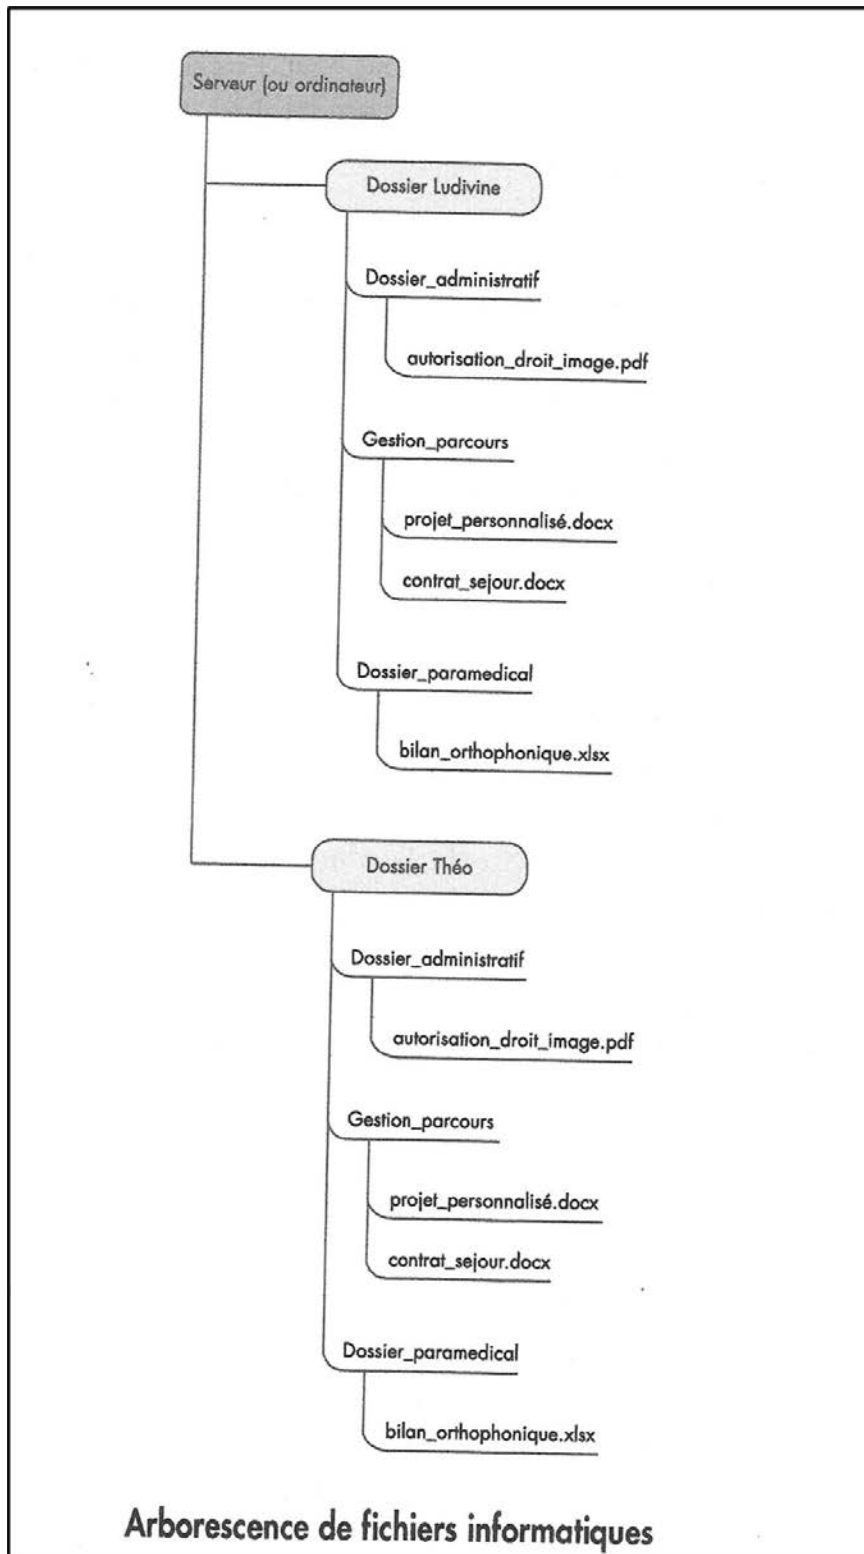 Serveur (ou ordinateur)
Dossier Ludivine
Dossier_administratif
autorisation_droit_image.pdf
Gestion_parcours
projet_personnalisé.docx
contrat_sejour.docx
Dossier_paramedical
bilan_orthophonique.xlsx
Dossier Théo
Dossier_administratif
autorisation_droit_image.pdf
Gestion_parcours
projet_personnalisé.docx
contrat_sejour.docx
Dossier_paramedical
bilan_orthophonique.xlsx
Arborescence de fichiers informatiques